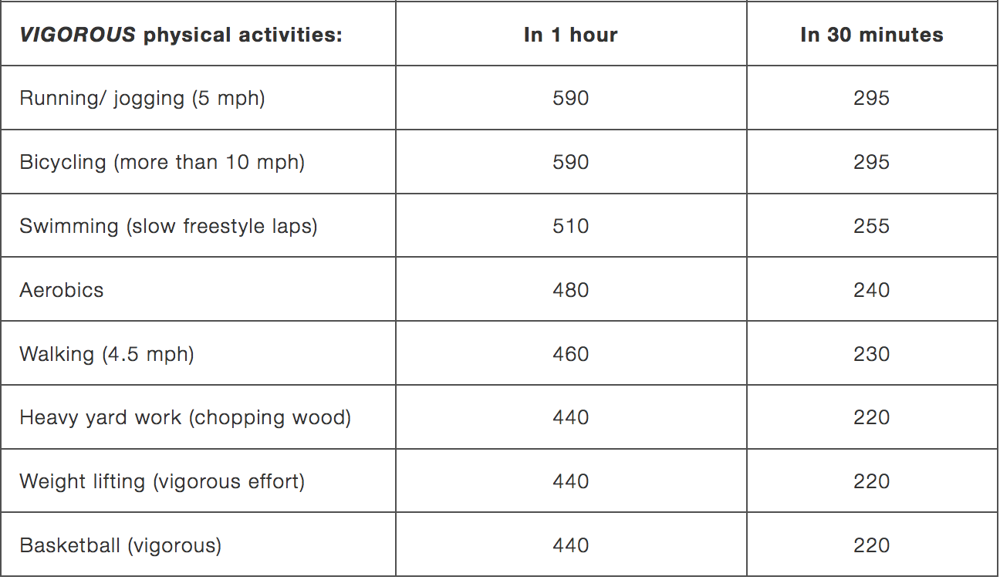 VIGOROUS physical activities: In 1 hour In 30 minutes
Running/ jogging (5 mph) 590 295
Bicycling (more than 10 mph) 590 295
Swimming (slow freestyle laps) 510 255
Aerobics 480 240
Walking (4.5 mph) 460 230
Heavy yard work (chopping wood) 440 220
Weight lifting (vigorous effort) 440 220
Basketball (vigorous) 440 220